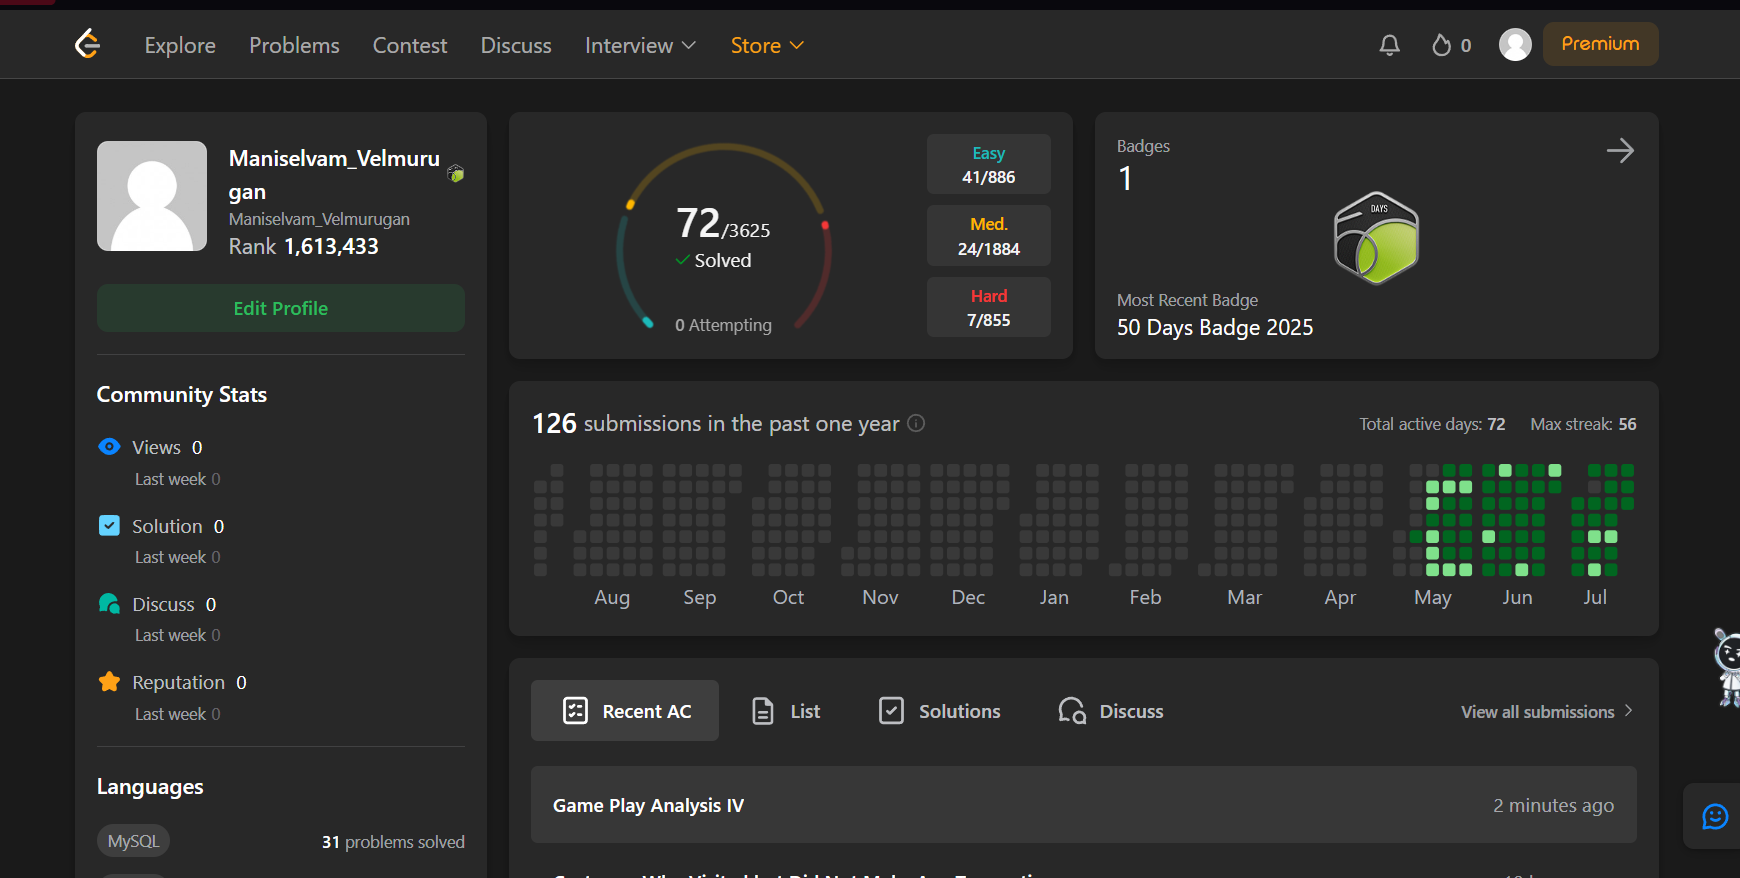 Explore Problems Contest Discuss Interview Store 0 Premium
Maniselvam_Velmuru
gan
Maniselvam_Velmurugan
Rank 1,613,433
Edit Profile
Community Stats
Views 0
Last week 0
Solution 0
Last week 0
Discuss 0
Last week 0
Reputation 0
Last week 0
Languages
MySQL 31 problems solved
72/3625
Solved
0 Attempting
Easy
41/886
Med.
24/1884
Hard
7/855
Badges
1
DAYS
Most Recent Badge
50 Days Badge 2025
126 submissions in the past one year Total active days: 72 Max streak: 56
Aug Sep Oct Nov Dec Jan Feb Mar Apr May Jun Jul
Recent AC List Solutions Discuss View all submissions
Game Play Analysis IV 2 minutes ago